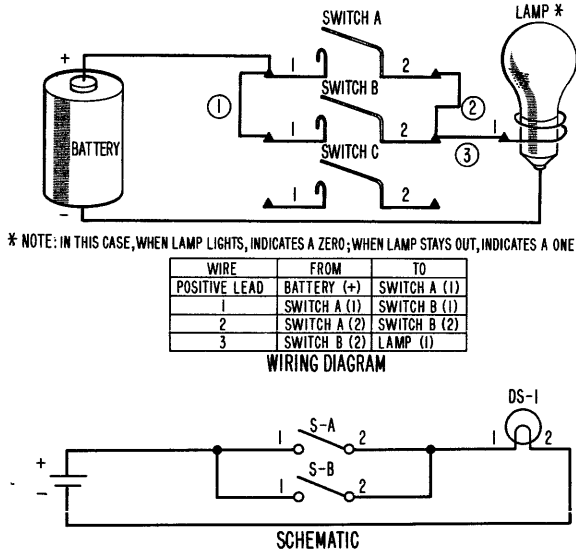 SWITCH A
LAMP *
+
1 2
SWITCH B
1
2
BATTERY
1 2
3
1
SWITCH C
1 2
−
* NOTE: IN THIS CASE, WHEN LAMP LIGHTS, INDICATES A ZERO; WHEN LAMP STAYS OUT, INDICATES A ONE
WIRE FROM TO
POSITIVE LEAD BATTERY (+) SWITCH A (1)
1 SWITCH A (1) SWITCH B (1)
2 SWITCH A (2) SWITCH B (2)
3 SWITCH B (2) LAMP (1)
WIRING DIAGRAM
DS-1
S-A
1 2
1 2
+
−
S-B
1 2
SCHEMATIC